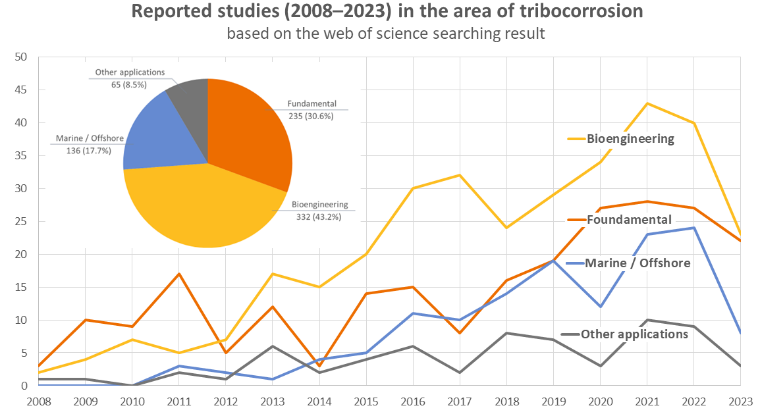 Reported studies (2008–2023) in the area of tribocorrosion
based on the web of science searching result
50
45
40
35
30
25
20
15
10
5
0
Other applications
65 (8.5%)
Fundamental
235 (30.6%)
Marine / Offshore
136 (17.7%)
Bioengineering
332 (43.2%)
Bioengineering
Foundamental
Marine / Offshore
Other applications
2008 2009 2010 2011 2012 2013 2014 2015 2016 2017 2018 2019 2020 2021 2022 2023